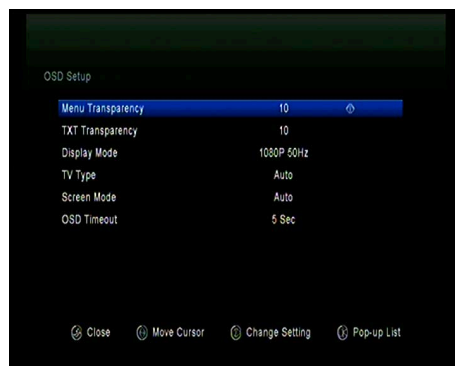 OSD Setup
Menu Transparency 10
TXT Transparency 10
Display Mode 1080P 50Hz
TV Type Auto
Screen Mode Auto
OSD Timeout 5 Sec
Close Move Cursor Change Setting Pop-up List